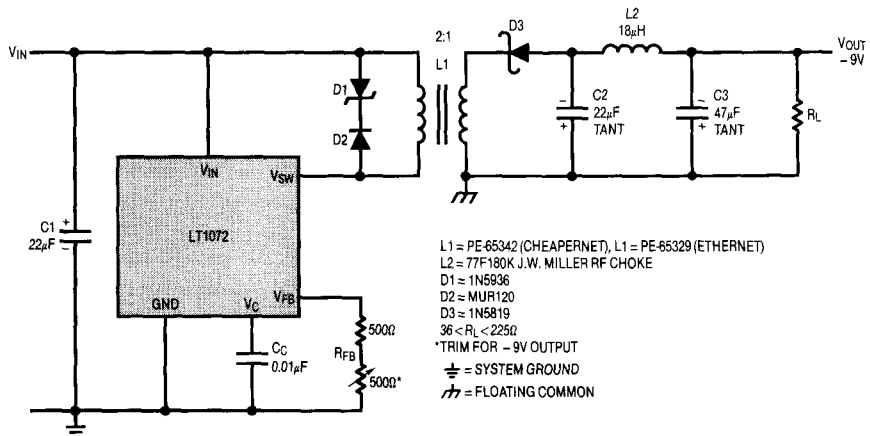 VIN
2:1
L1
D3
L2
18μH
VOUT
– 9V
D1
D2
C2
22μF
TANT
C3
47μF
TANT
RL
VIN
VSW
LT1072
C1
22μF
GND
VC
VFB
CC
0.01μF
500Ω
RFB
500Ω*
L1 = PE-65342 (CHEAPERNET), L1 = PE-65329 (ETHERNET)
L2 = 77F180K J.W. MILLER RF CHOKE
D1 = 1N5936
D2 = MUR120
D3 = 1N5819
36 < RL < 225Ω
*TRIM FOR – 9V OUTPUT
= SYSTEM GROUND
= FLOATING COMMON